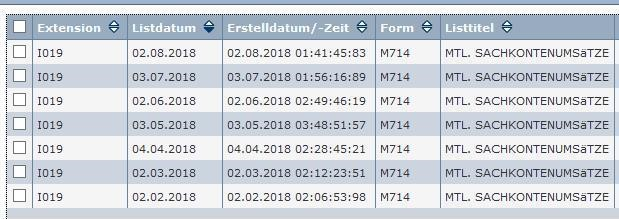 Extension Listdatum Erstelldatum/-Zeit Form Listtitel
I019 02.08.2018 02.08.2018 01:41:45:83 M714 MTL. SACHKONTENUMSäTZE
I019 03.07.2018 03.07.2018 01:56:16:89 M714 MTL. SACHKONTENUMSäTZE
I019 02.06.2018 02.06.2018 02:49:46:19 M714 MTL. SACHKONTENUMSäTZE
I019 03.05.2018 03.05.2018 03:48:51:57 M714 MTL. SACHKONTENUMSäTZE
I019 04.04.2018 04.04.2018 02:28:45:21 M714 MTL. SACHKONTENUMSäTZE
I019 02.03.2018 02.03.2018 02:12:23:51 M714 MTL. SACHKONTENUMSäTZE
I019 02.02.2018 02.02.2018 02:06:53:98 M714 MTL. SACHKONTENUMSäTZE